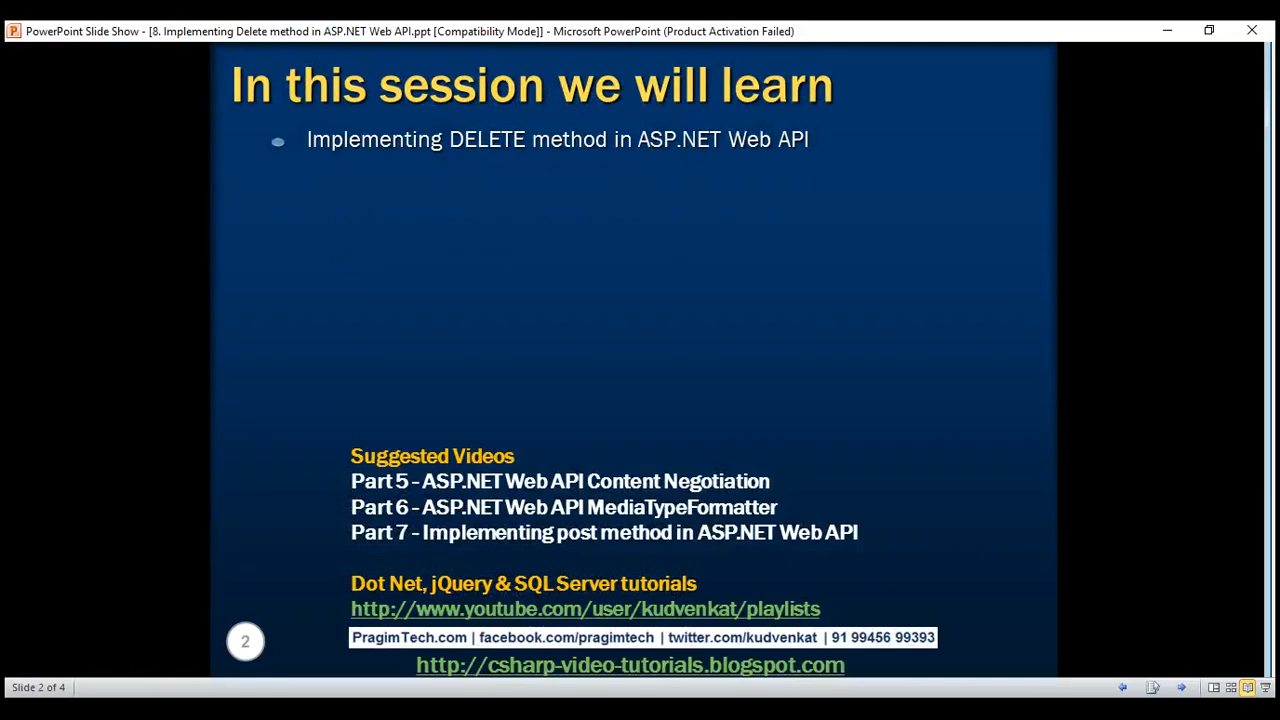 PowerPoint Slide Show - [8. Implementing Delete method in ASP.NET Web API.ppt [Compatibility Mode]] - Microsoft PowerPoint (Product Activation Failed)
In this session we will learn
Implementing DELETE method in ASP.NET Web API
Suggested Videos
Part 5 - ASP.NET Web API Content Negotiation
Part 6 - ASP.NET Web API MediaTypeFormatter
Part 7 - Implementing post method in ASP.NET Web API
Dot Net, jQuery & SQL Server tutorials
http://www.youtube.com/user/kudvenkat/playlists
2
PragimTech.com | facebook.com/pragimtech | twitter.com/kudvenkat | 91 99456 99393
http://csharp-video-tutorials.blogspot.com
Slide 2 of 4